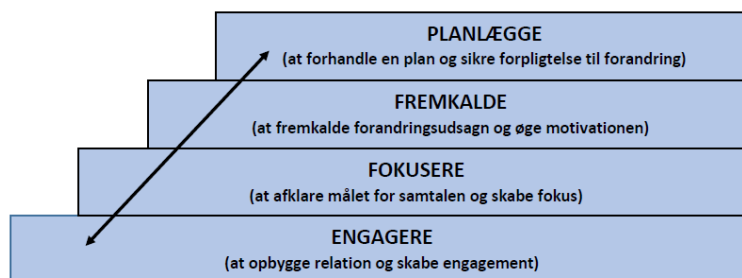 PLANLÆGGE
(at forhandle en plan og sikre forpligtelse til forandring)
FREMKALDE
(at fremkalde forandringsudsagn og øge motivationen)
FOKUSERE
(at afklare målet for samtalen og skabe fokus)
ENGAGERE
(at opbygge relation og skabe engagement)